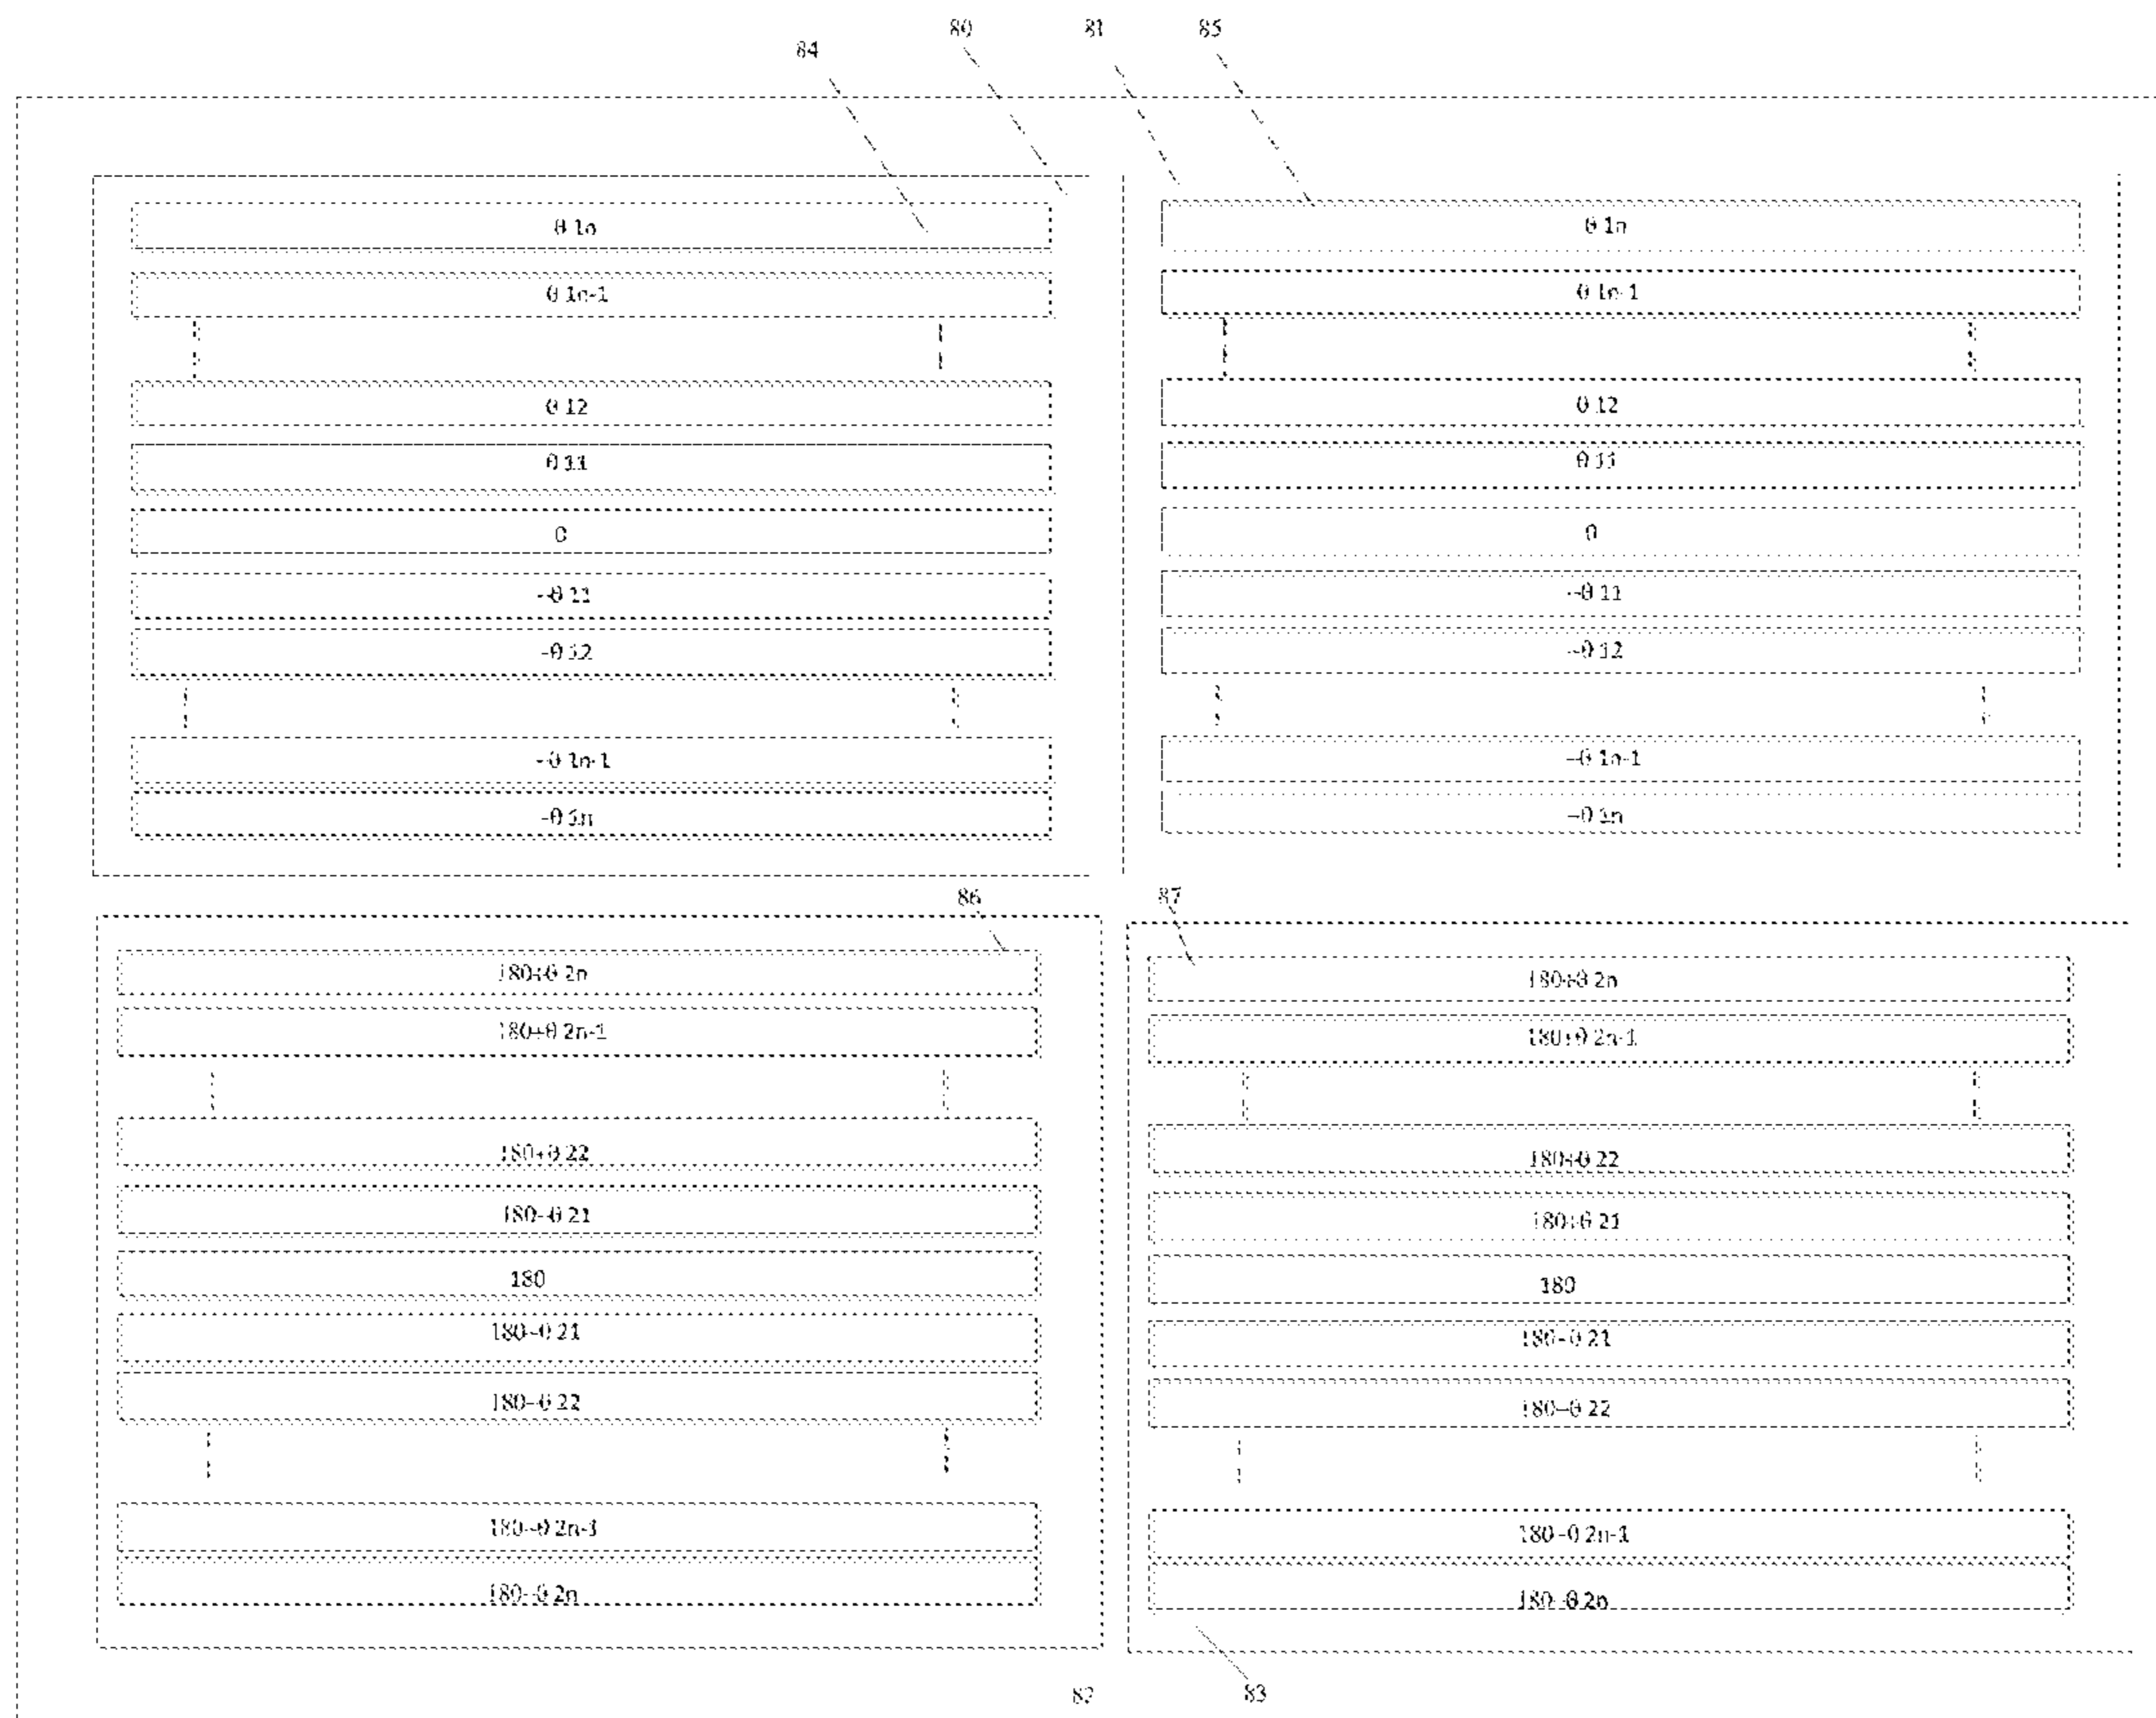 84
80
81
85
θ 1n
θ 1n-1
θ 12
θ 11
0
-θ 11
-θ 12
-θ 1n-1
-θ 1n
θ 1n
θ 1n-1
θ 12
θ 11
0
-θ 11
-θ 12
-θ 1n-1
-θ 1n
86
87
180+θ 2n
180+θ 2n-1
180+θ 22
180-θ 21
180
180-θ 21
180-θ 22
180-θ 2n-1
180-θ 2n
180+θ 2n
180+θ 2n-1
180+θ 22
180+θ 21
180
180-θ 21
180-θ 22
180-θ 2n-1
180-θ 2n
82
83